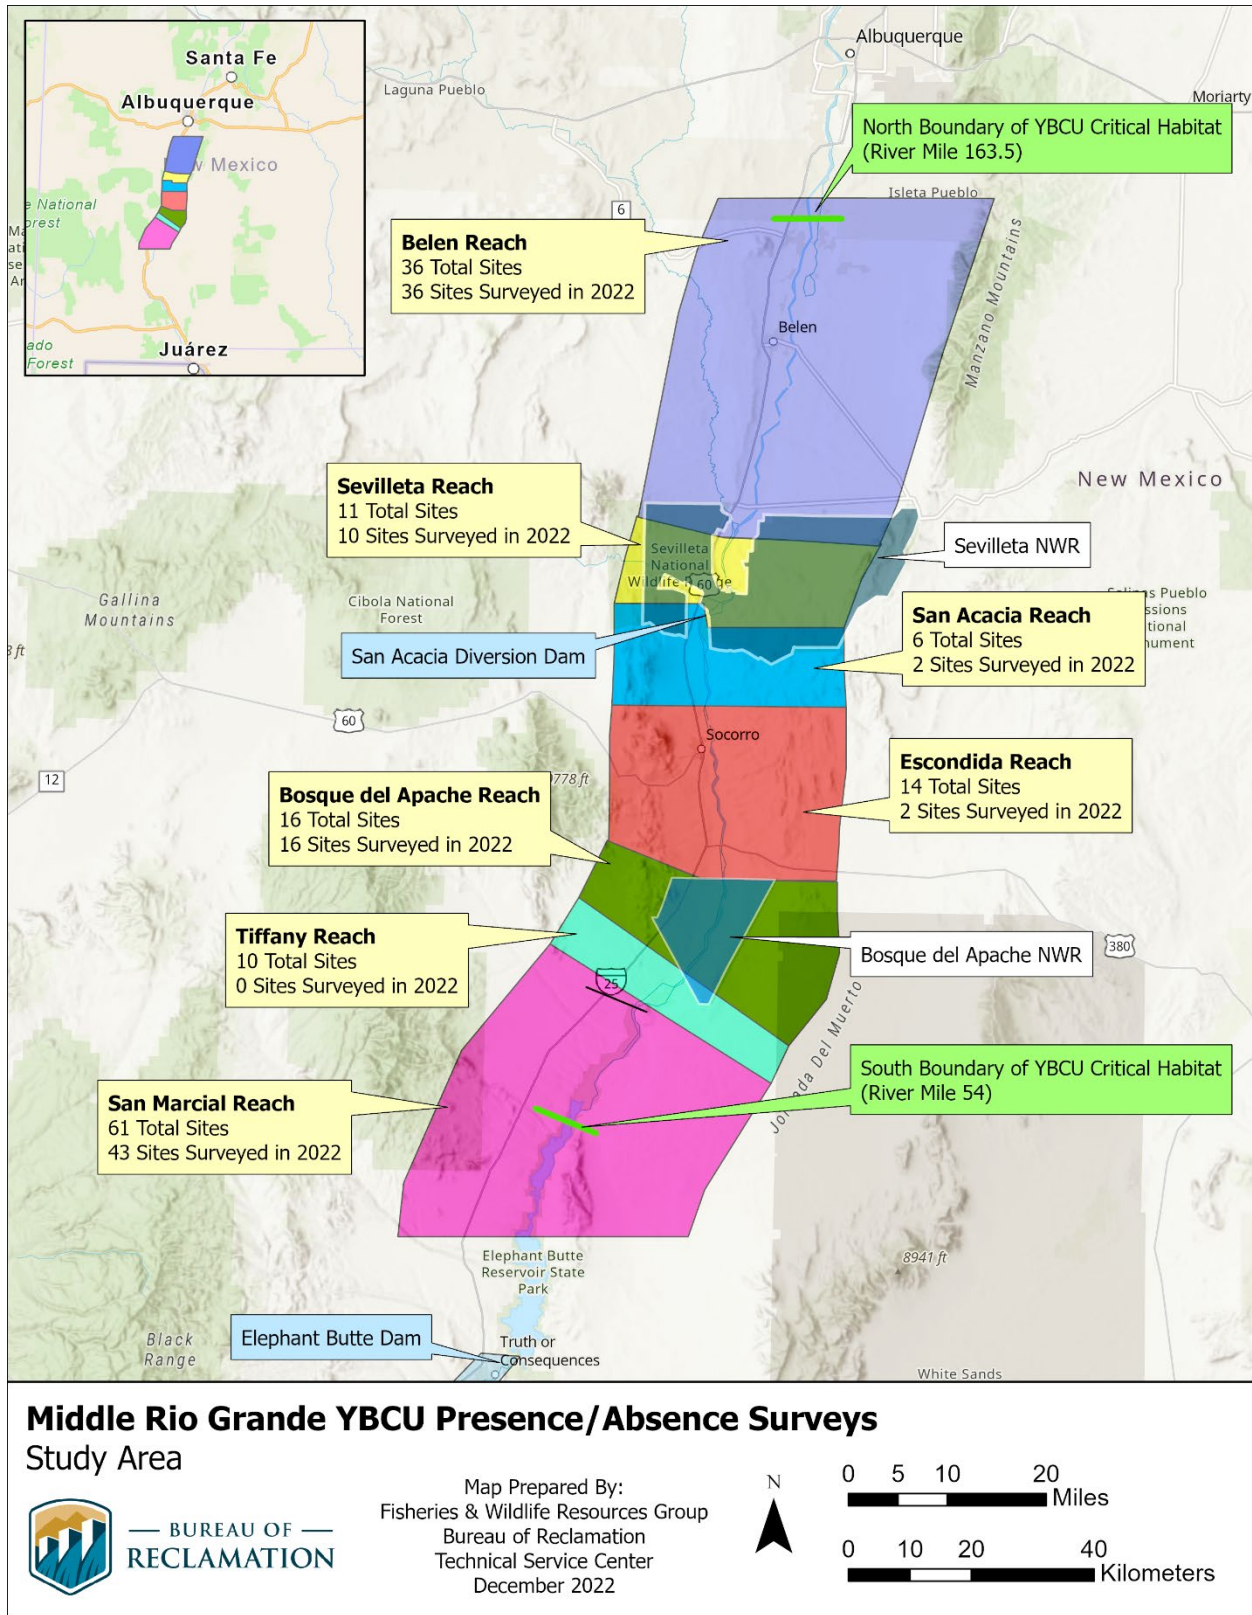 Santa Fe
Albuquerque
New Mexico
Juárez
Albuquerque
Laguna Pueblo
Moriarty
North Boundary of YBCU Critical Habitat
(River Mile 163.5)
Isleta Pueblo
6
Belen Reach
36 Total Sites
36 Sites Surveyed in 2022
Manzano Mountains
Belen
New Mexico
Sevilleta Reach
11 Total Sites
10 Sites Surveyed in 2022
Sevilleta NWR
Sevilleta
National
Wildlife
60
Gallina
Mountains
Cibola National
Forest
San Acacia Reach
6 Total Sites
2 Sites Surveyed in 2022
San Acacia Diversion Dam
60
Socorro
12
Escondida Reach
14 Total Sites
2 Sites Surveyed in 2022
Bosque del Apache Reach
16 Total Sites
16 Sites Surveyed in 2022
Tiffany Reach
10 Total Sites
0 Sites Surveyed in 2022
Bosque del Apache NWR
380
25
Jornada Del Muerto
South Boundary of YBCU Critical Habitat
(River Mile 54)
San Marcial Reach
61 Total Sites
43 Sites Surveyed in 2022
Elephant Butte
Reservoir State
Park
8941 ft
Elephant Butte Dam
Black
Range
Truth or
Consequences
White Sands
Middle Rio Grande YBCU Presence/Absence Surveys
Study Area
BUREAU OF
RECLAMATION
Map Prepared By:
Fisheries & Wildlife Resources Group
Bureau of Reclamation
Technical Service Center
December 2022
N
0 5 10 20
Miles
0 10 20 40
Kilometers